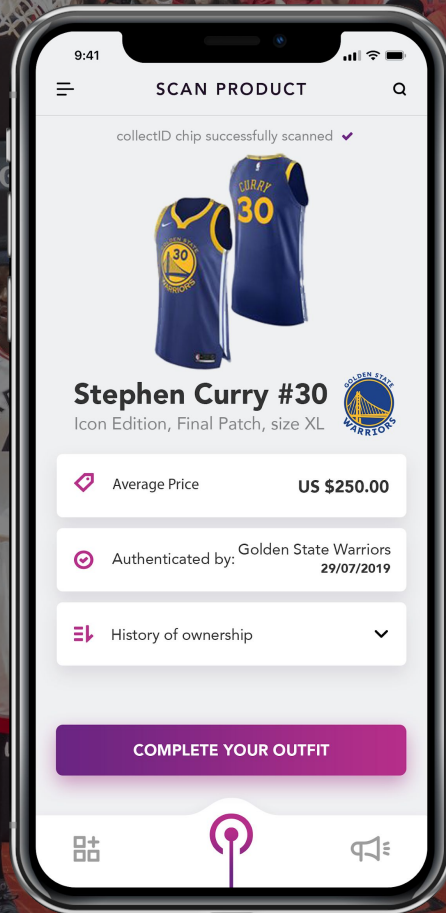 9:41
SCAN PRODUCT
collectID chip successfully scanned
CURRY
30
GOLDEN STATE
30
WARRIORS
Stephen Curry #30
Icon Edition, Final Patch, size XL
GOLDEN STATE
WARRIORS
Average Price
US $250.00
Authenticated by:
Golden State Warriors
29/07/2019
History of ownership
COMPLETE YOUR OUTFIT